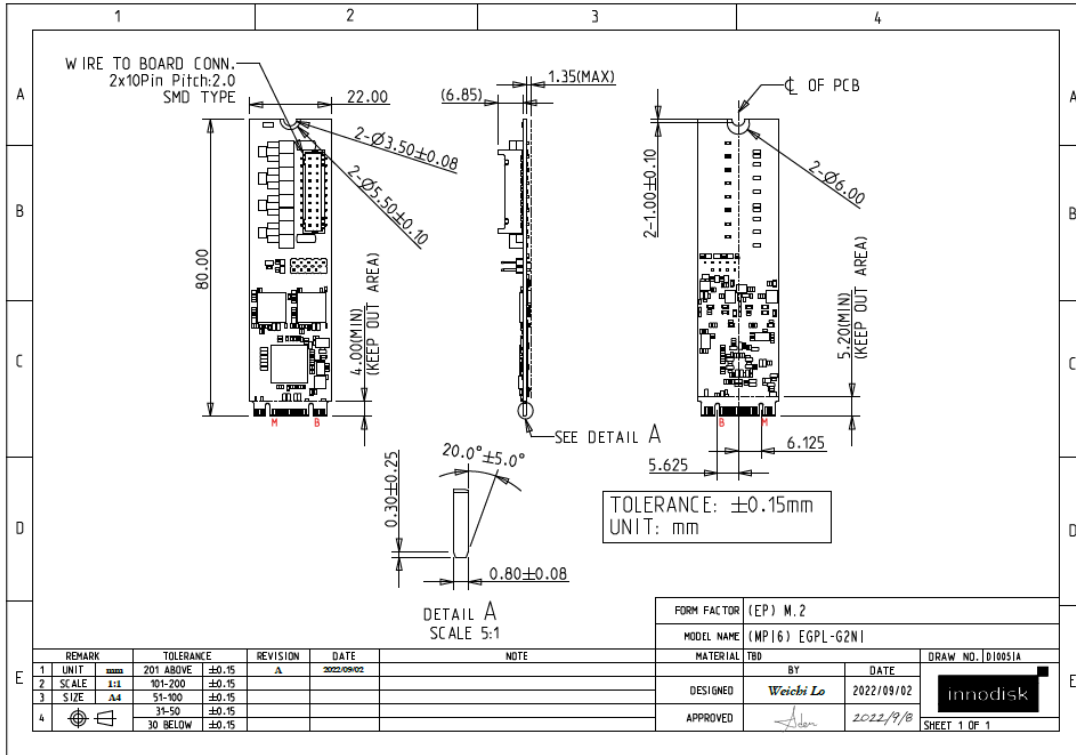 1 2 3 4
A
B
C
D
E
A
B
C
D
E
WIRE TO BOARD CONN.
2x10Pin Pitch:2.0
SMD TYPE
22.00
80.00
2-Ø3.50±0.08
2-Ø5.50±0.10
4.00(MIN)
(KEEP OUT AREA)
M B
(6.85)
1.35(MAX)
SEE DETAIL A
℄ OF PCB
2-1.00±0.10
2-Ø6.00
5.20(MIN)
(KEEP OUT AREA)
B M
6.125
5.625
20.0°±5.0°
0.30±0.25
0.80±0.08
DETAIL A
SCALE 5:1
TOLERANCE: ±0.15mm
UNIT: mm
FORM FACTOR (EP) M.2
MODEL NAME (MP16) EGPL-G2N1
MATERIAL TBD
DRAW NO. D10051A
BY DATE
DESIGNED Weichi Lo 2022/09/02
APPROVED 2022/9/8
innodisk
SHEET 1 OF 1
REMARK TOLERANCE REVISION DATE NOTE
1 UNIT mm 201 ABOVE ±0.15 A 2022/09/02
2 SCALE 1:1 101-200 ±0.15
3 SIZE A4 51-100 ±0.15
4 31-50 ±0.15
30 BELOW ±0.15